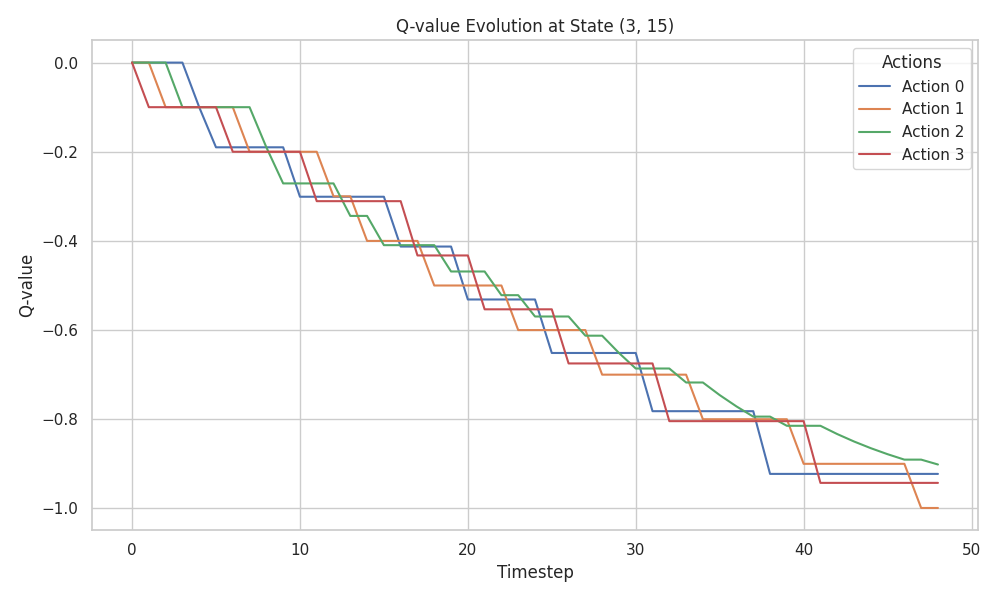 Q-value Evolution at State (3, 15)
Actions
Action 0
Action 1
Action 2
Action 3
Q-value
0.0
−0.2
−0.4
−0.6
−0.8
−1.0
0 10 20 30 40 50
Timestep